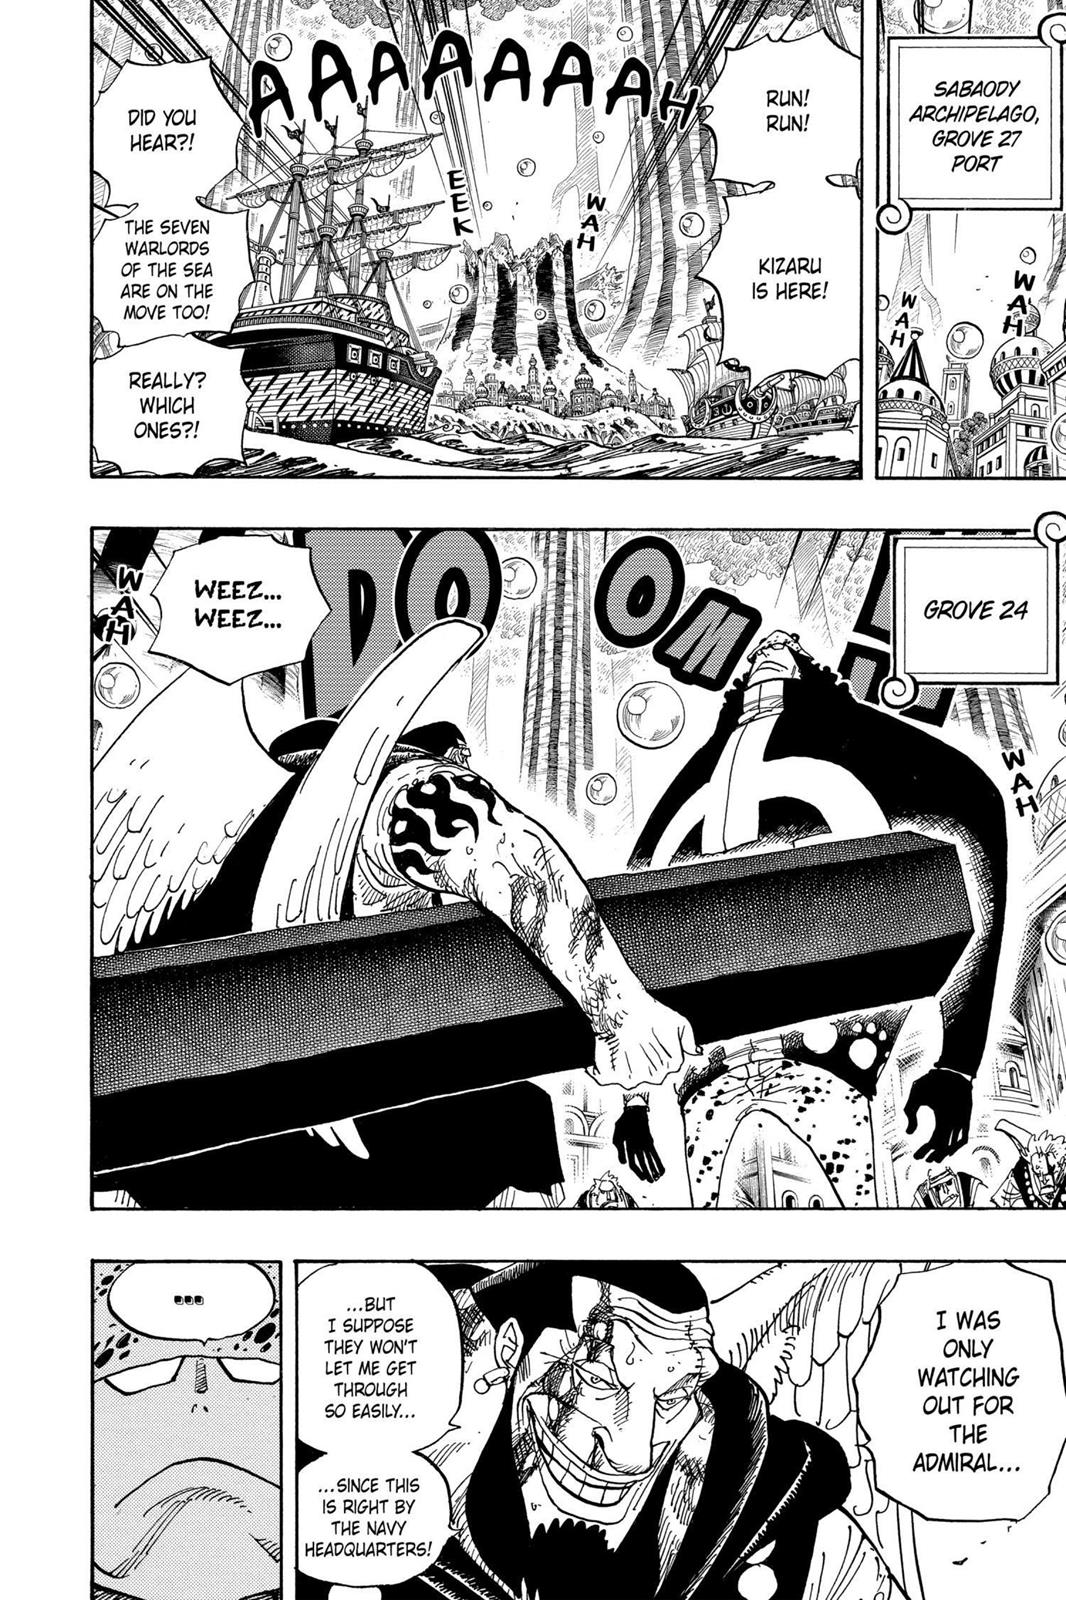 SABAODY
ARCHIPELAGO,
GROVE 27
PORT
WAH
WAH
RUN!
RUN!
KIZARU
IS HERE!
AAAAAAAH
WAH
EEK
DID YOU
HEAR?!
THE SEVEN
WARLORDS
OF THE SEA
ARE ON THE
MOVE TOO!
REALLY?
WHICH
ONES?!
GROVE 24
WAH
DOOM
WEEZ...
WEEZ...
WAH
I WAS
ONLY
WATCHING
OUT FOR
THE
ADMIRAL...
...BUT
I SUPPOSE
THEY WON'T
LET ME GET
THROUGH
SO EASILY...
...SINCE THIS
IS RIGHT BY
THE NAVY
HEADQUARTERS!
...